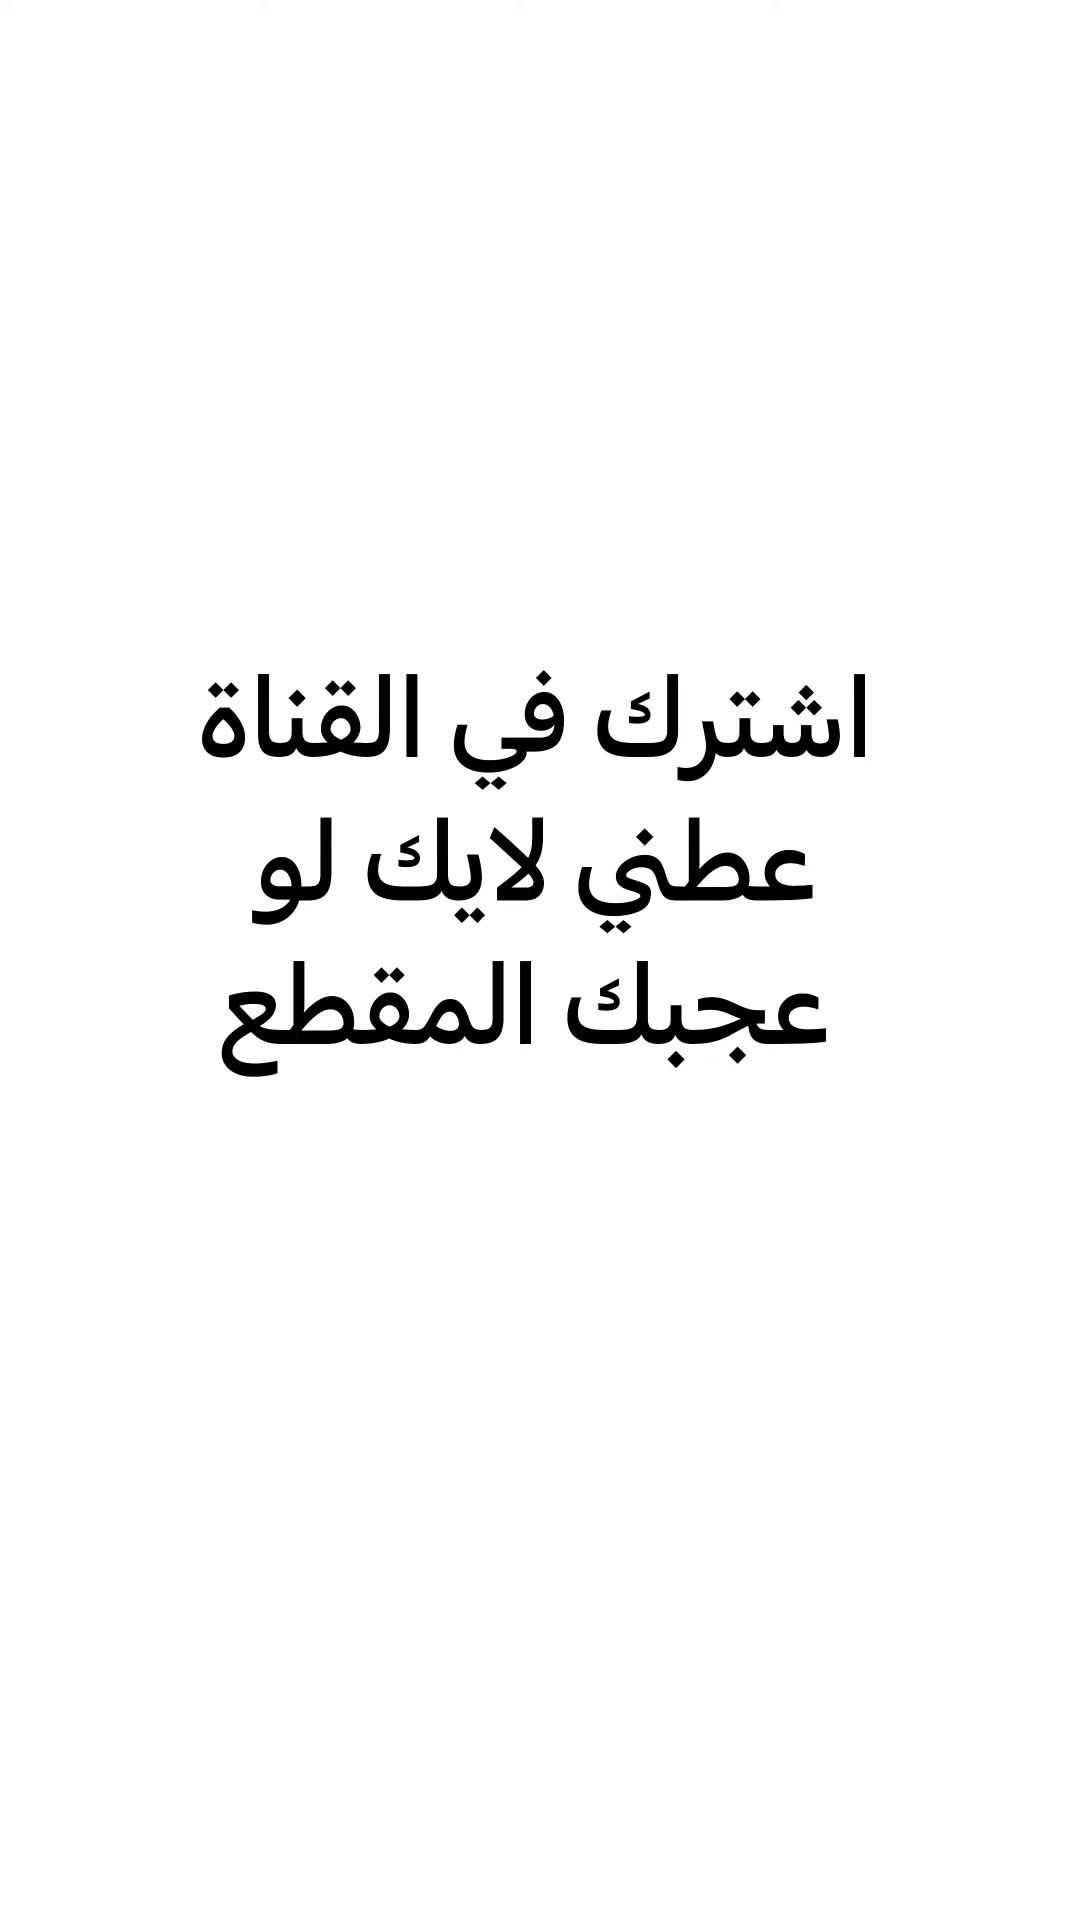 اشترك في القناة
عطني لايك لو
عجبك المقطع